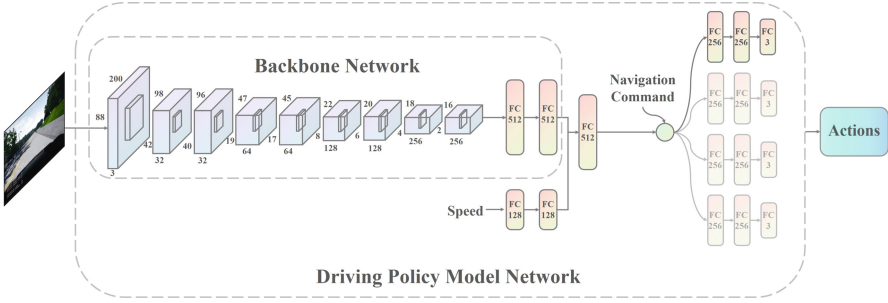 Backbone Network
200
88
3
98
42
32
96
40
32
47
19
64
45
17
64
22
8
128
20
6
128
18
4
256
16
2
256
FC
512
FC
512
FC
512
Speed
FC
128
FC
128
Navigation
Command
FC
256
FC
256
FC
3
FC
256
FC
256
FC
3
FC
256
FC
256
FC
3
FC
256
FC
256
FC
3
Actions
Driving Policy Model Network